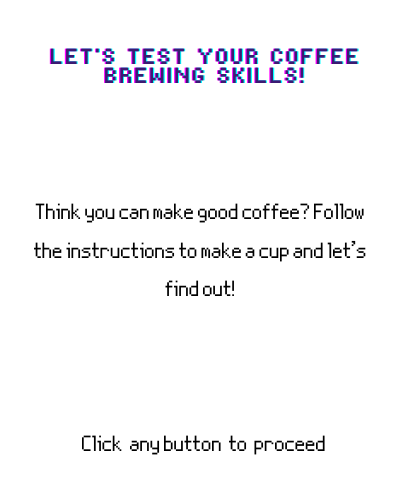 LET'S TEST YOUR COFFEE
BREWING SKILLS!
Think you can make good coffee? Follow
the instructions to make a cup and let's
find out!
Click any button to proceed